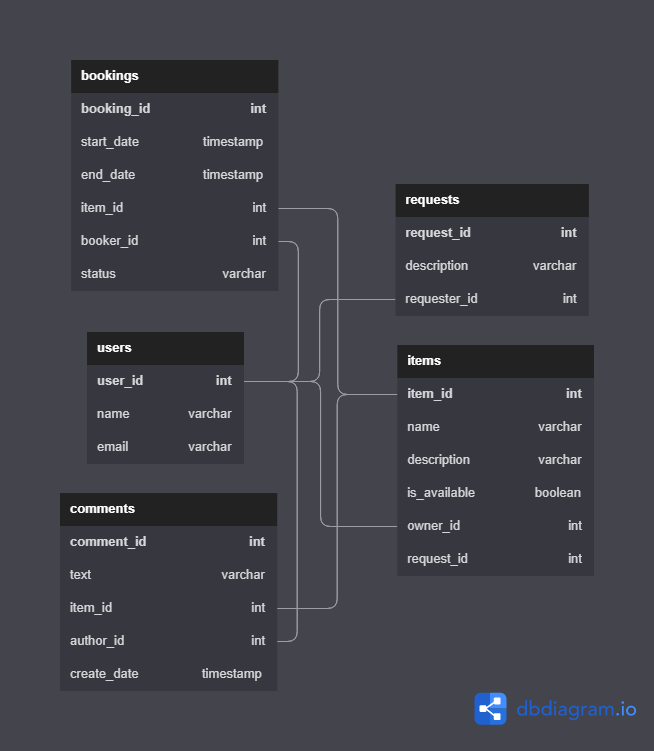 bookings
booking_id int
start_date timestamp
end_date timestamp
item_id int
booker_id int
status varchar
requests
request_id int
description varchar
requester_id int
users
user_id int
name varchar
email varchar
items
item_id int
name varchar
description varchar
is_available boolean
owner_id int
request_id int
comments
comment_id int
text varchar
item_id int
author_id int
create_date timestamp
dbdiagram.io